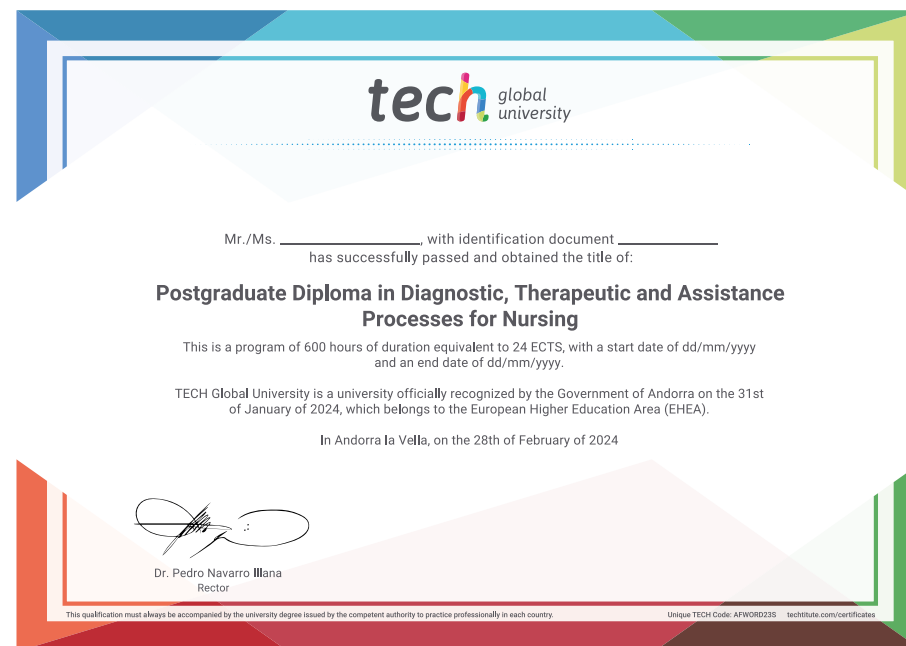 tech global university
Mr./Ms. ____________________, with identification document ______________
has successfully passed and obtained the title of:
Postgraduate Diploma in Diagnostic, Therapeutic and Assistance
Processes for Nursing
This is a program of 600 hours of duration equivalent to 24 ECTS, with a start date of dd/mm/yyyy
and an end date of dd/mm/yyyy.
TECH Global University is a university officially recognized by the Government of Andorra on the 31st
of January of 2024, which belongs to the European Higher Education Area (EHEA).
In Andorra la Vella, on the 28th of February of 2024
Dr. Pedro Navarro Illana
Rector
This qualification must always be accompanied by the university degree issued by the competent authority to practice professionally in each country.
Unique TECH Code: AFWORD23S techtitute.com/certificates